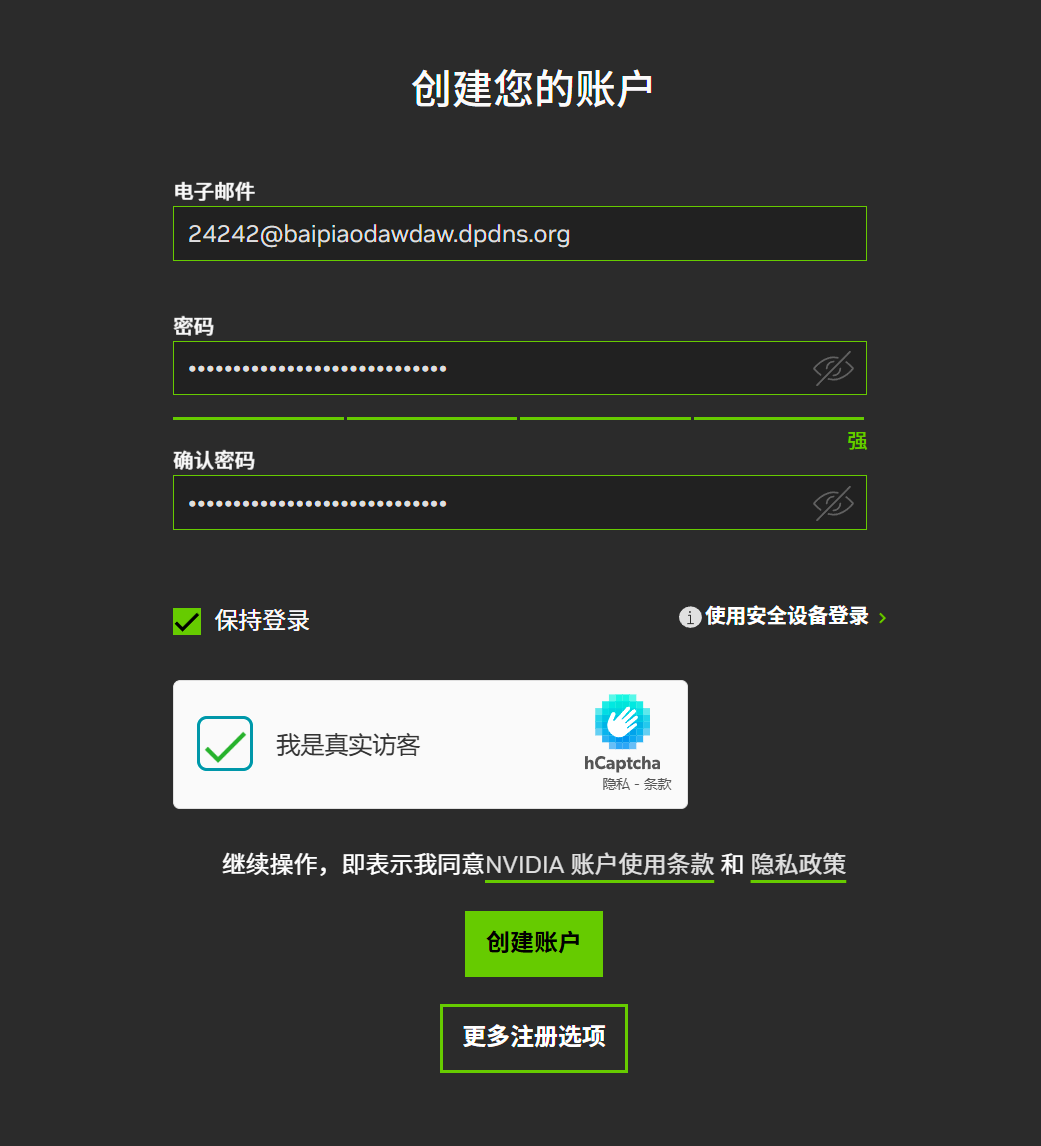 创建您的账户
电子邮件
24242@baipiaodawdaw.dpdns.org
密码
•••••••••••••••••••••••••••••
强
确认密码
•••••••••••••••••••••••••••••
保持登录
使用安全设备登录 ›
我是真实访客
hCaptcha
隐私 - 条款
继续操作，即表示我同意NVIDIA 账户使用条款 和 隐私政策
创建账户
更多注册选项